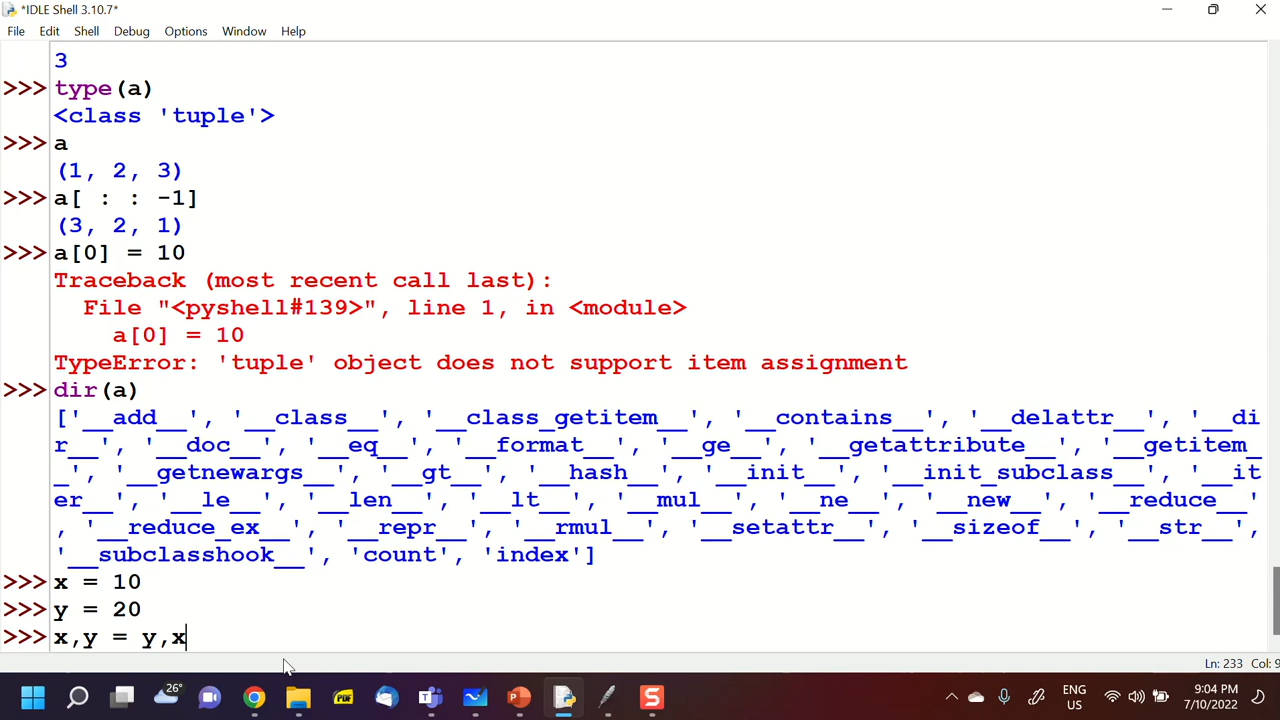 *IDLE Shell 3.10.7*
File Edit Shell Debug Options Window Help
3
>>> type(a)
<class 'tuple'>
>>> a
(1, 2, 3)
>>> a[ : : -1]
(3, 2, 1)
>>> a[0] = 10
Traceback (most recent call last):
File "<pyshell#139>", line 1, in <module>
a[0] = 10
TypeError: 'tuple' object does not support item assignment
>>> dir(a)
['__add__', '__class__', '__class_getitem__', '__contains__', '__delattr__', '__di
r__', '__doc__', '__eq__', '__format__', '__ge__', '__getattribute__', '__getitem_
_', '__getnewargs__', '__gt__', '__hash__', '__init__', '__init_subclass__', '__it
er__', '__le__', '__len__', '__lt__', '__mul__', '__ne__', '__new__', '__reduce__'
, '__reduce_ex__', '__repr__', '__rmul__', '__setattr__', '__sizeof__', '__str__',
'__subclasshook__', 'count', 'index']
>>> x = 10
>>> y = 20
>>> x,y = y,x
Ln: 233 Col: 9
26°
PDF
ENG
US
9:04 PM
7/10/2022